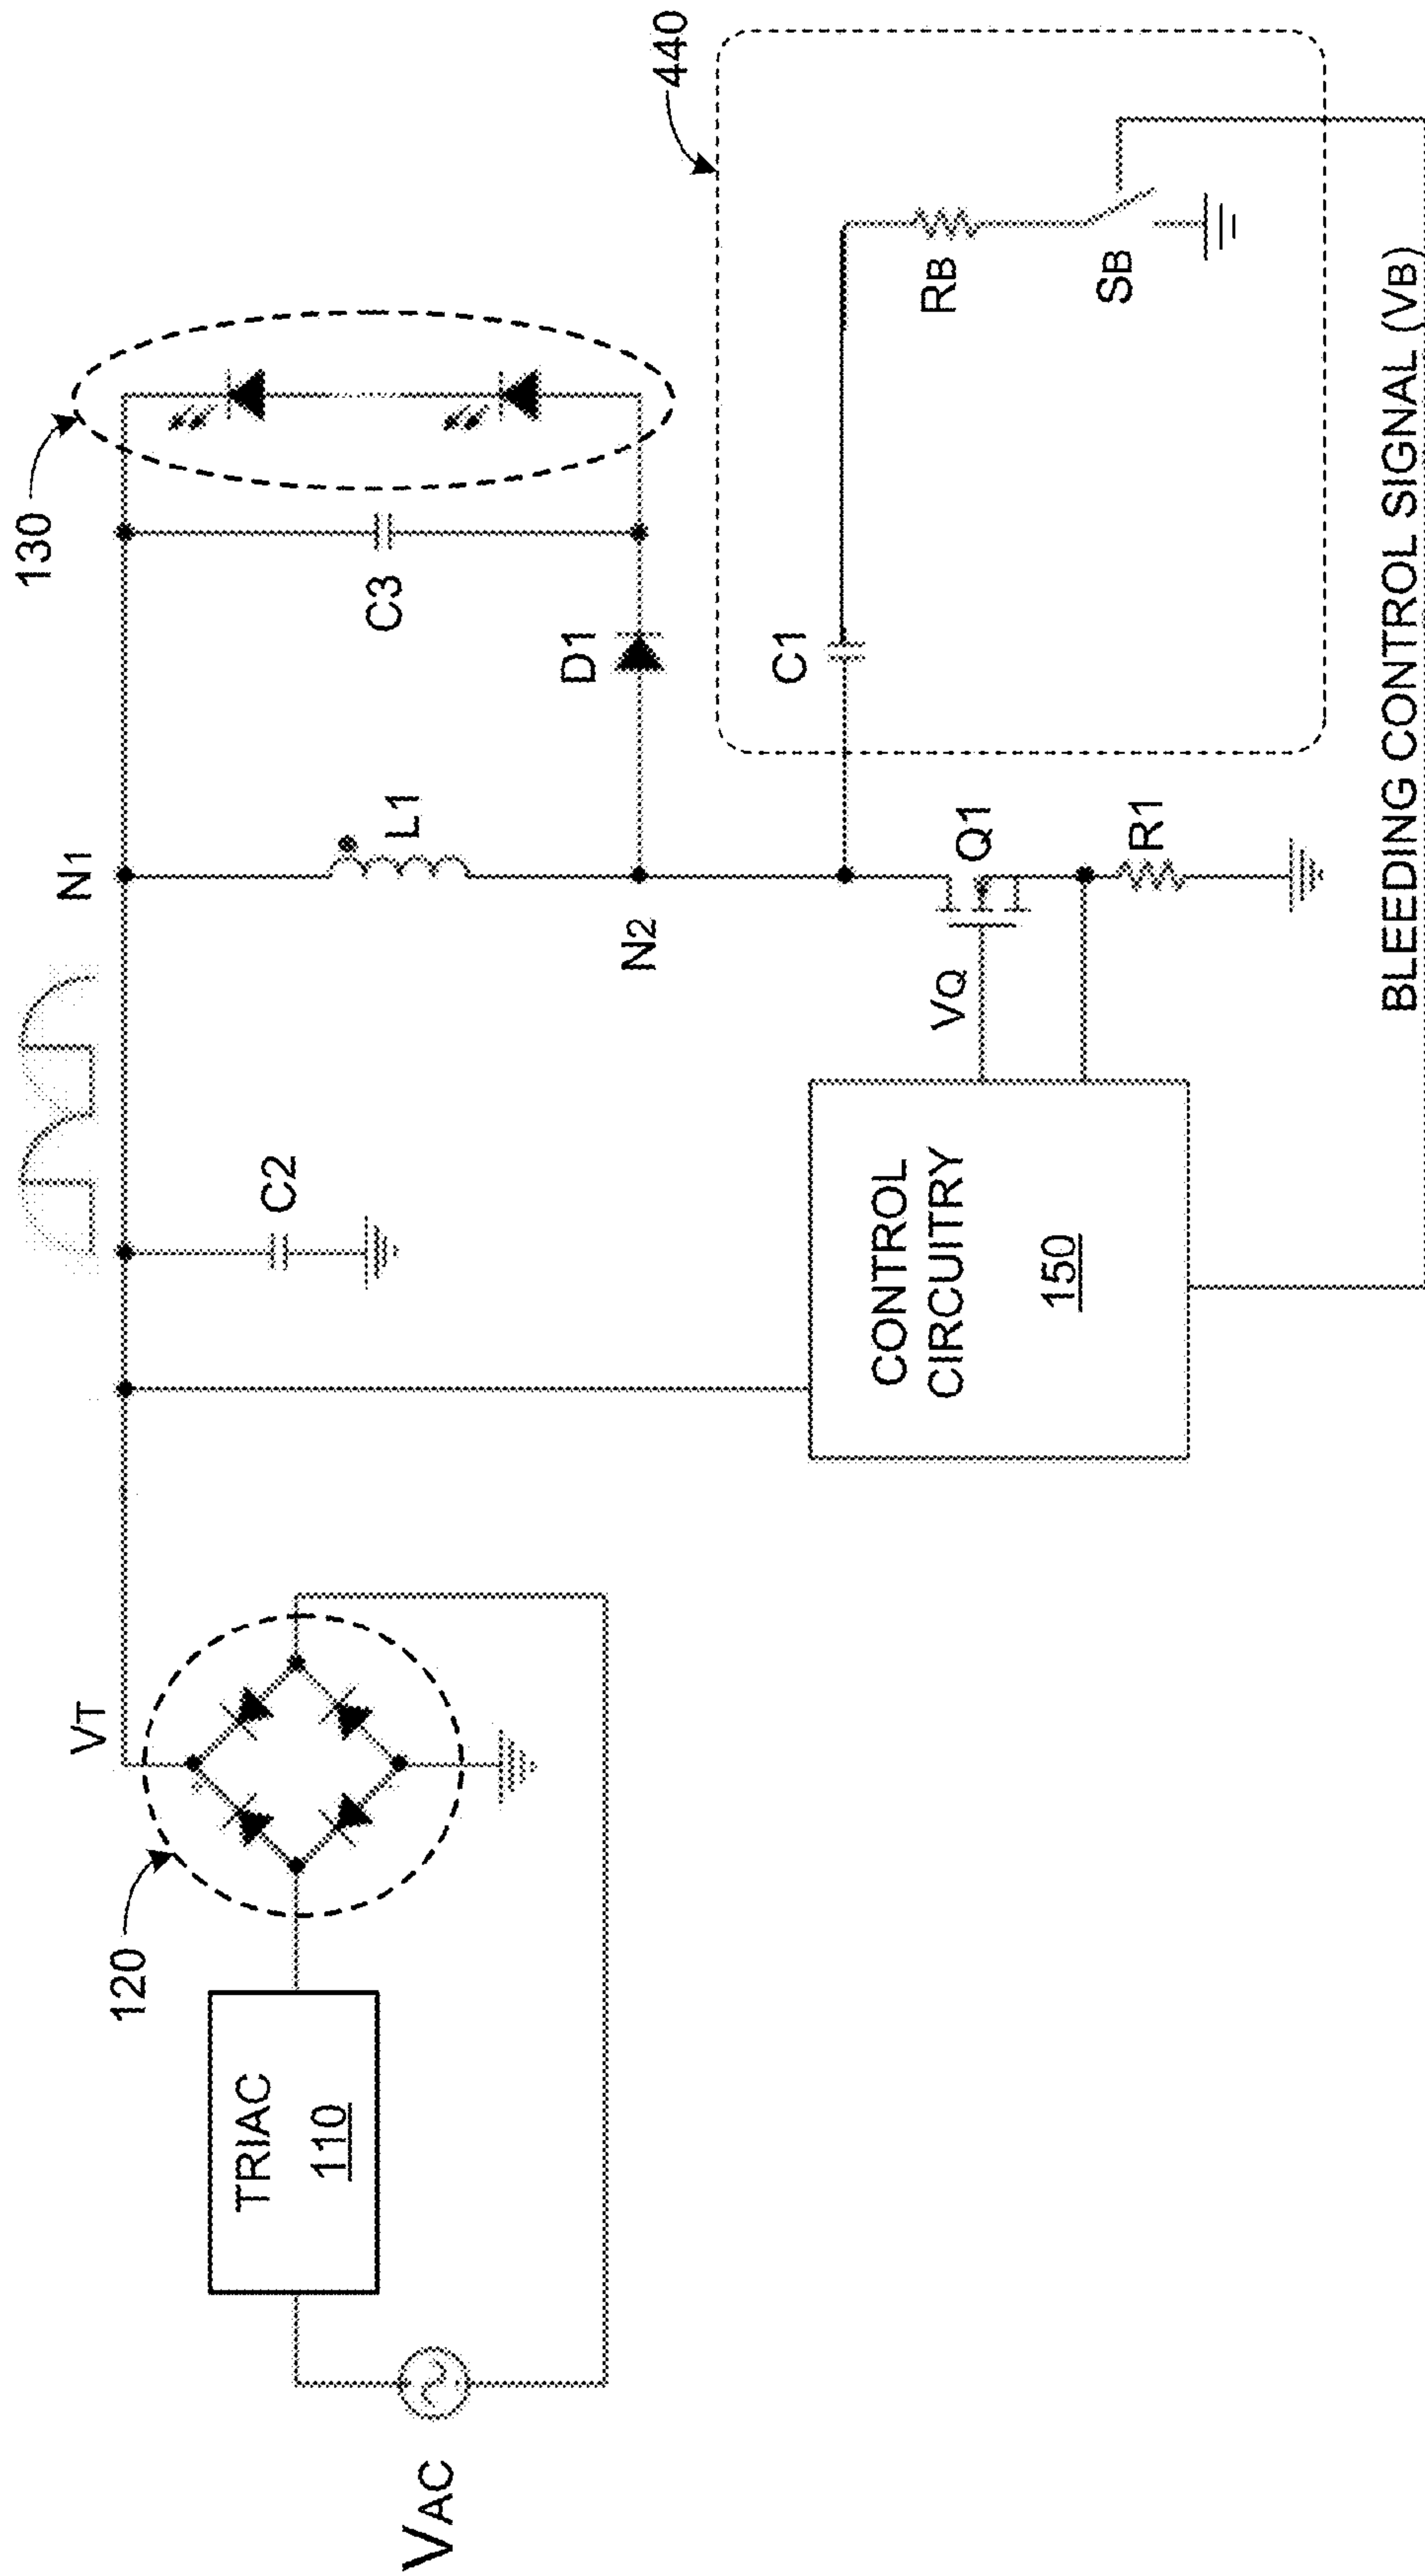 VAC
TRIAC
110
120
VT
C2
N1
L1
N2
D1
C3
130
CONTROL
CIRCUITRY
150
VQ
Q1
R1
C1
RB
SB
440
BLEEDING CONTROL SIGNAL (VB)